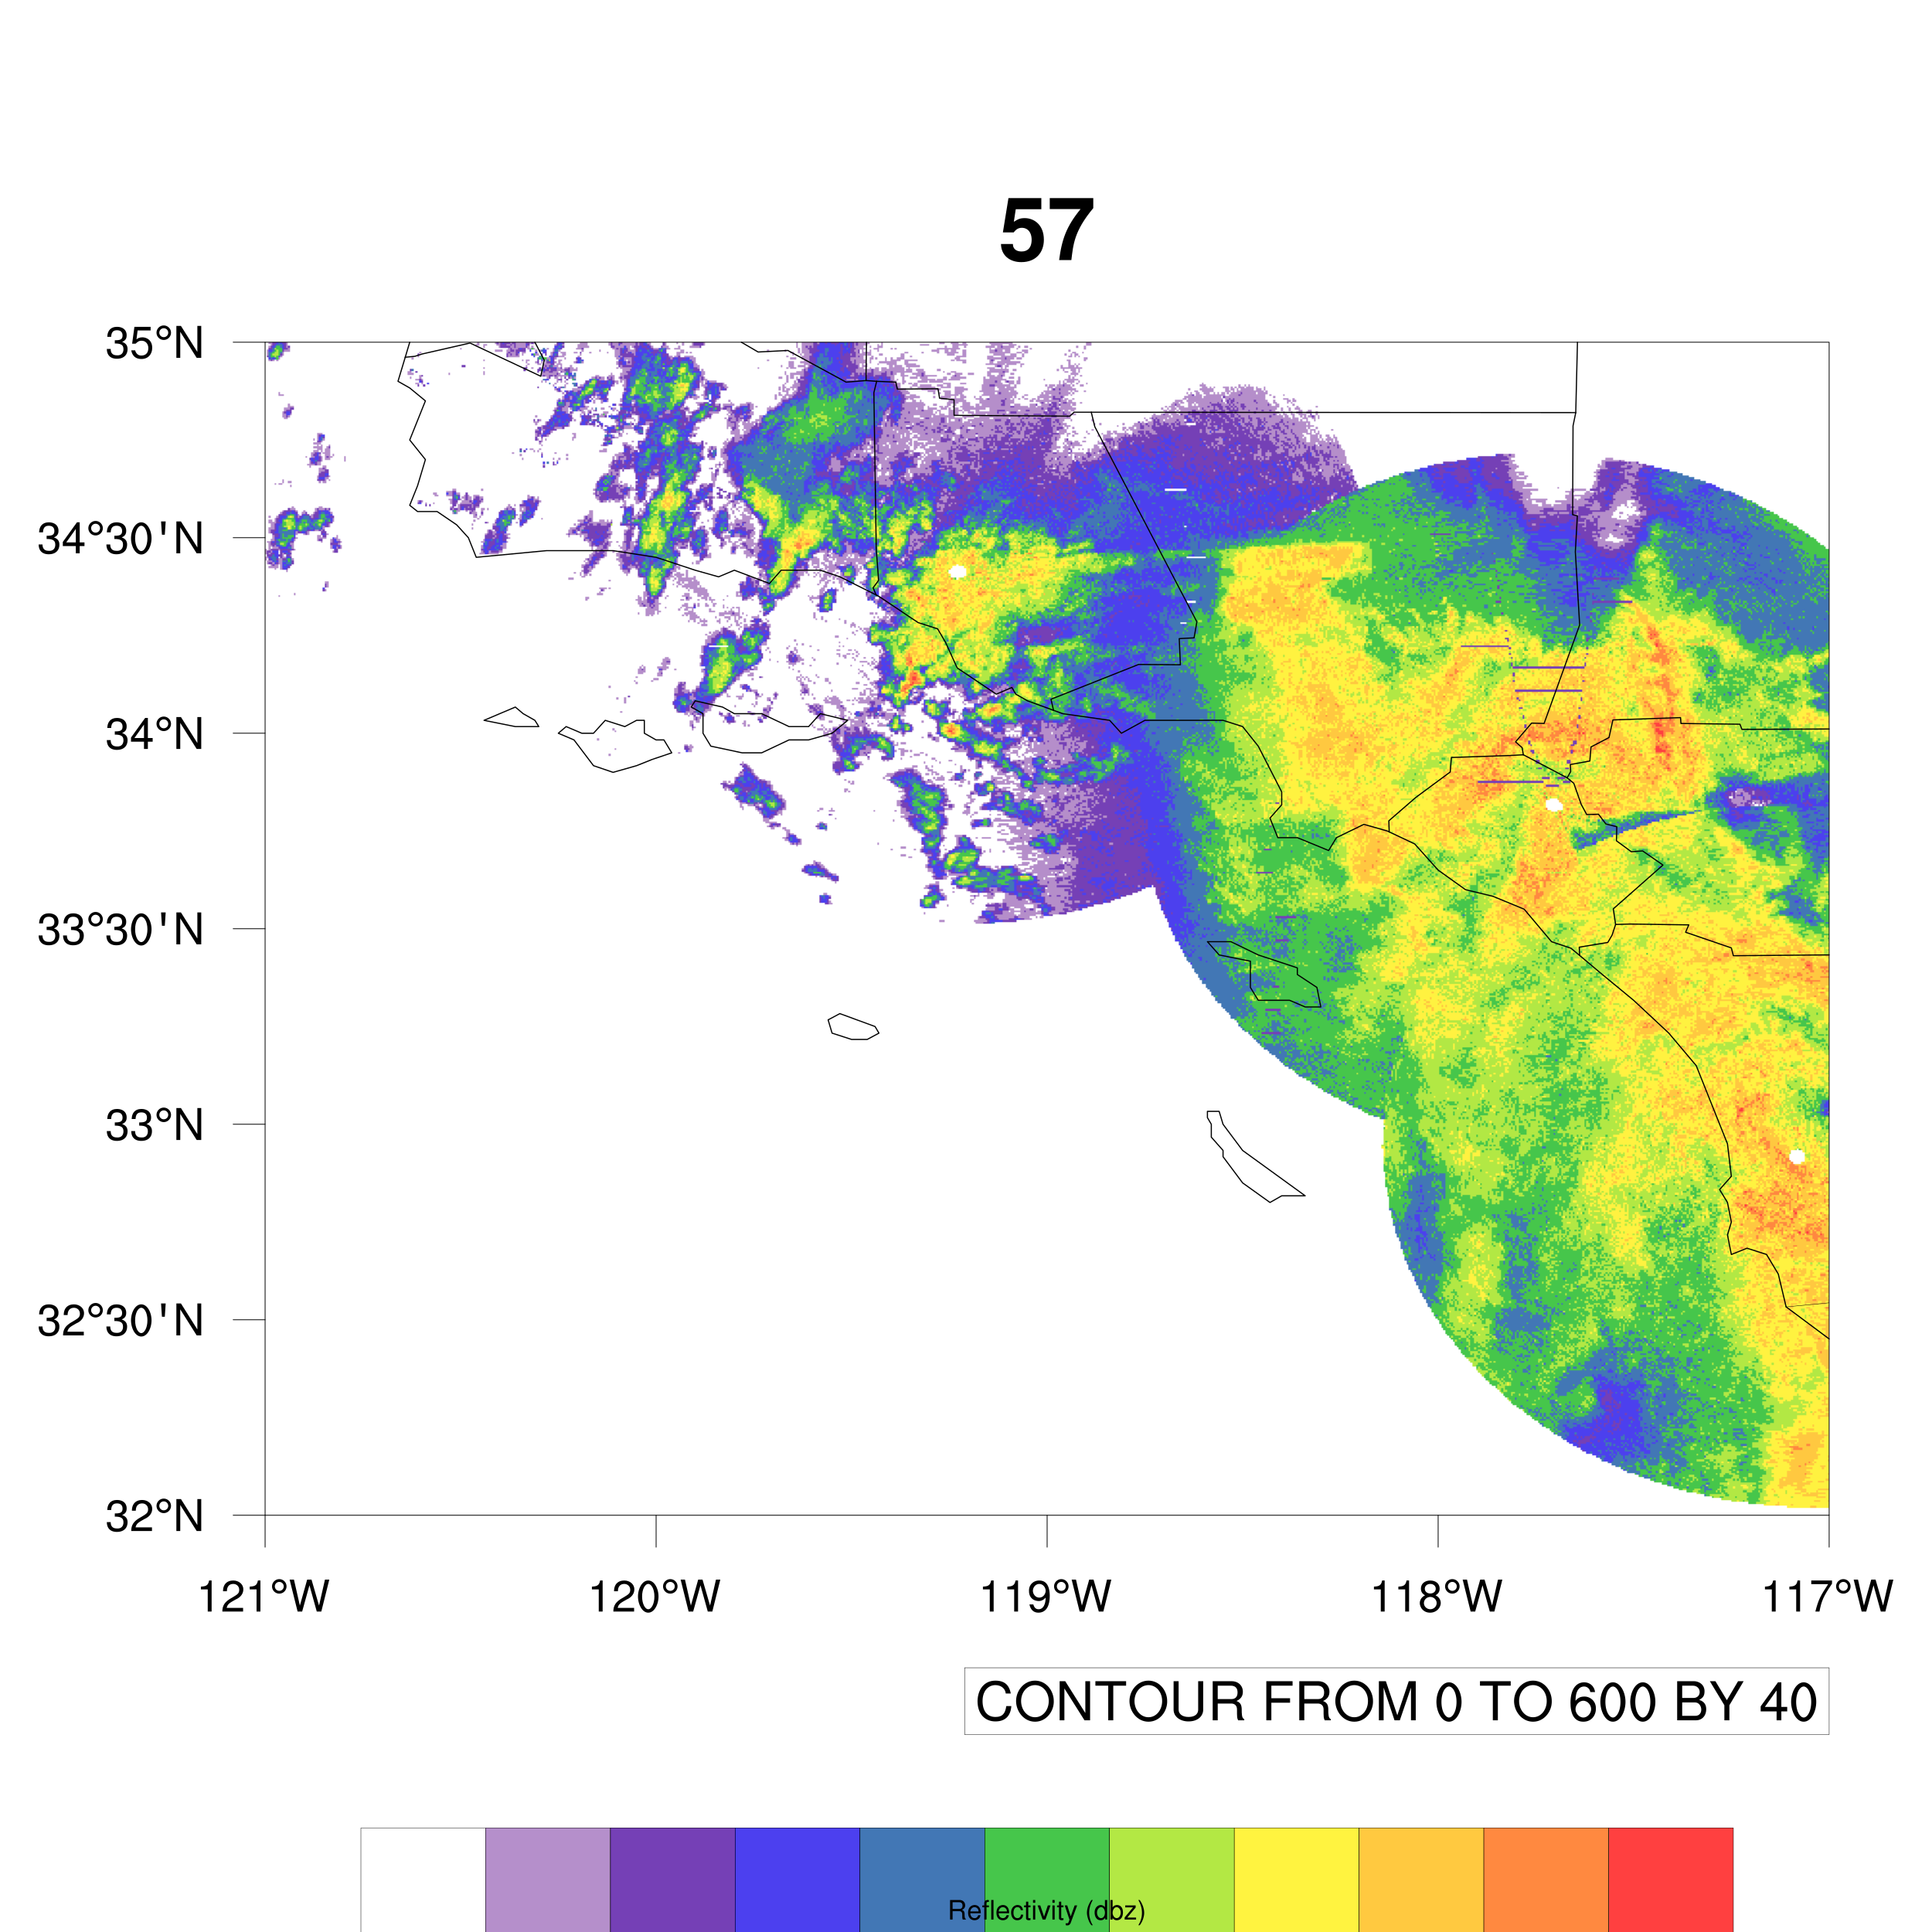 57
35°N
34°30'N
34°N
33°30'N
33°N
32°30'N
32°N
121°W 120°W 119°W 118°W 117°W
CONTOUR FROM 0 TO 600 BY 40
Reflectivity (dbz)